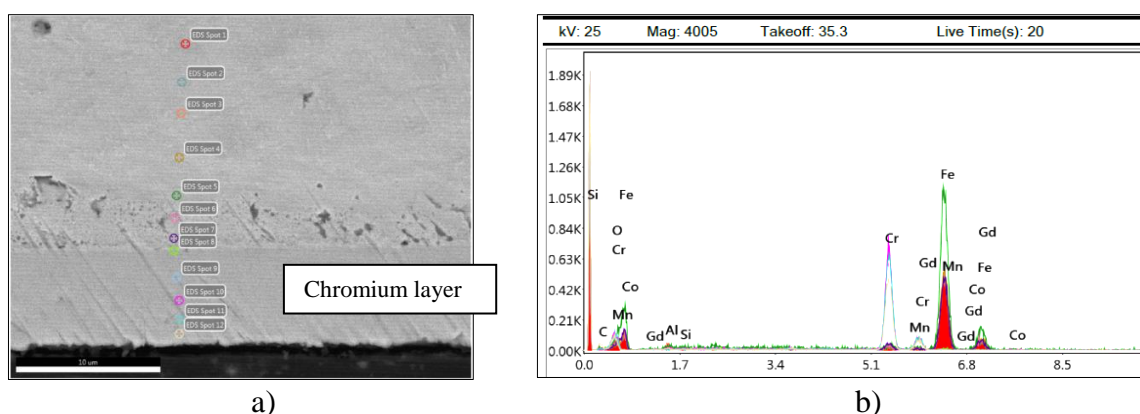 EDS Spot 1
EDS Spot 2
EDS Spot 3
EDS Spot 4
EDS Spot 5
EDS Spot 6
EDS Spot 7
EDS Spot 8
EDS Spot 9
EDS Spot 10
EDS Spot 11
EDS Spot 12
Chromium layer
10 um
a)
kV: 25 Mag: 4005 Takeoff: 35.3 Live Time(s): 20
1.89K
1.68K
1.47K
1.26K
1.05K
0.84K
0.63K
0.42K
0.21K
0.00K
Si Fe
O
Cr
Co
Mn
C
Gd Al Si
Fe
Cr
Gd Mn
Cr
Mn
Gd
Fe
Co
Gd
Gd Co
0.0 1.7 3.4 5.1 6.8 8.5
b)